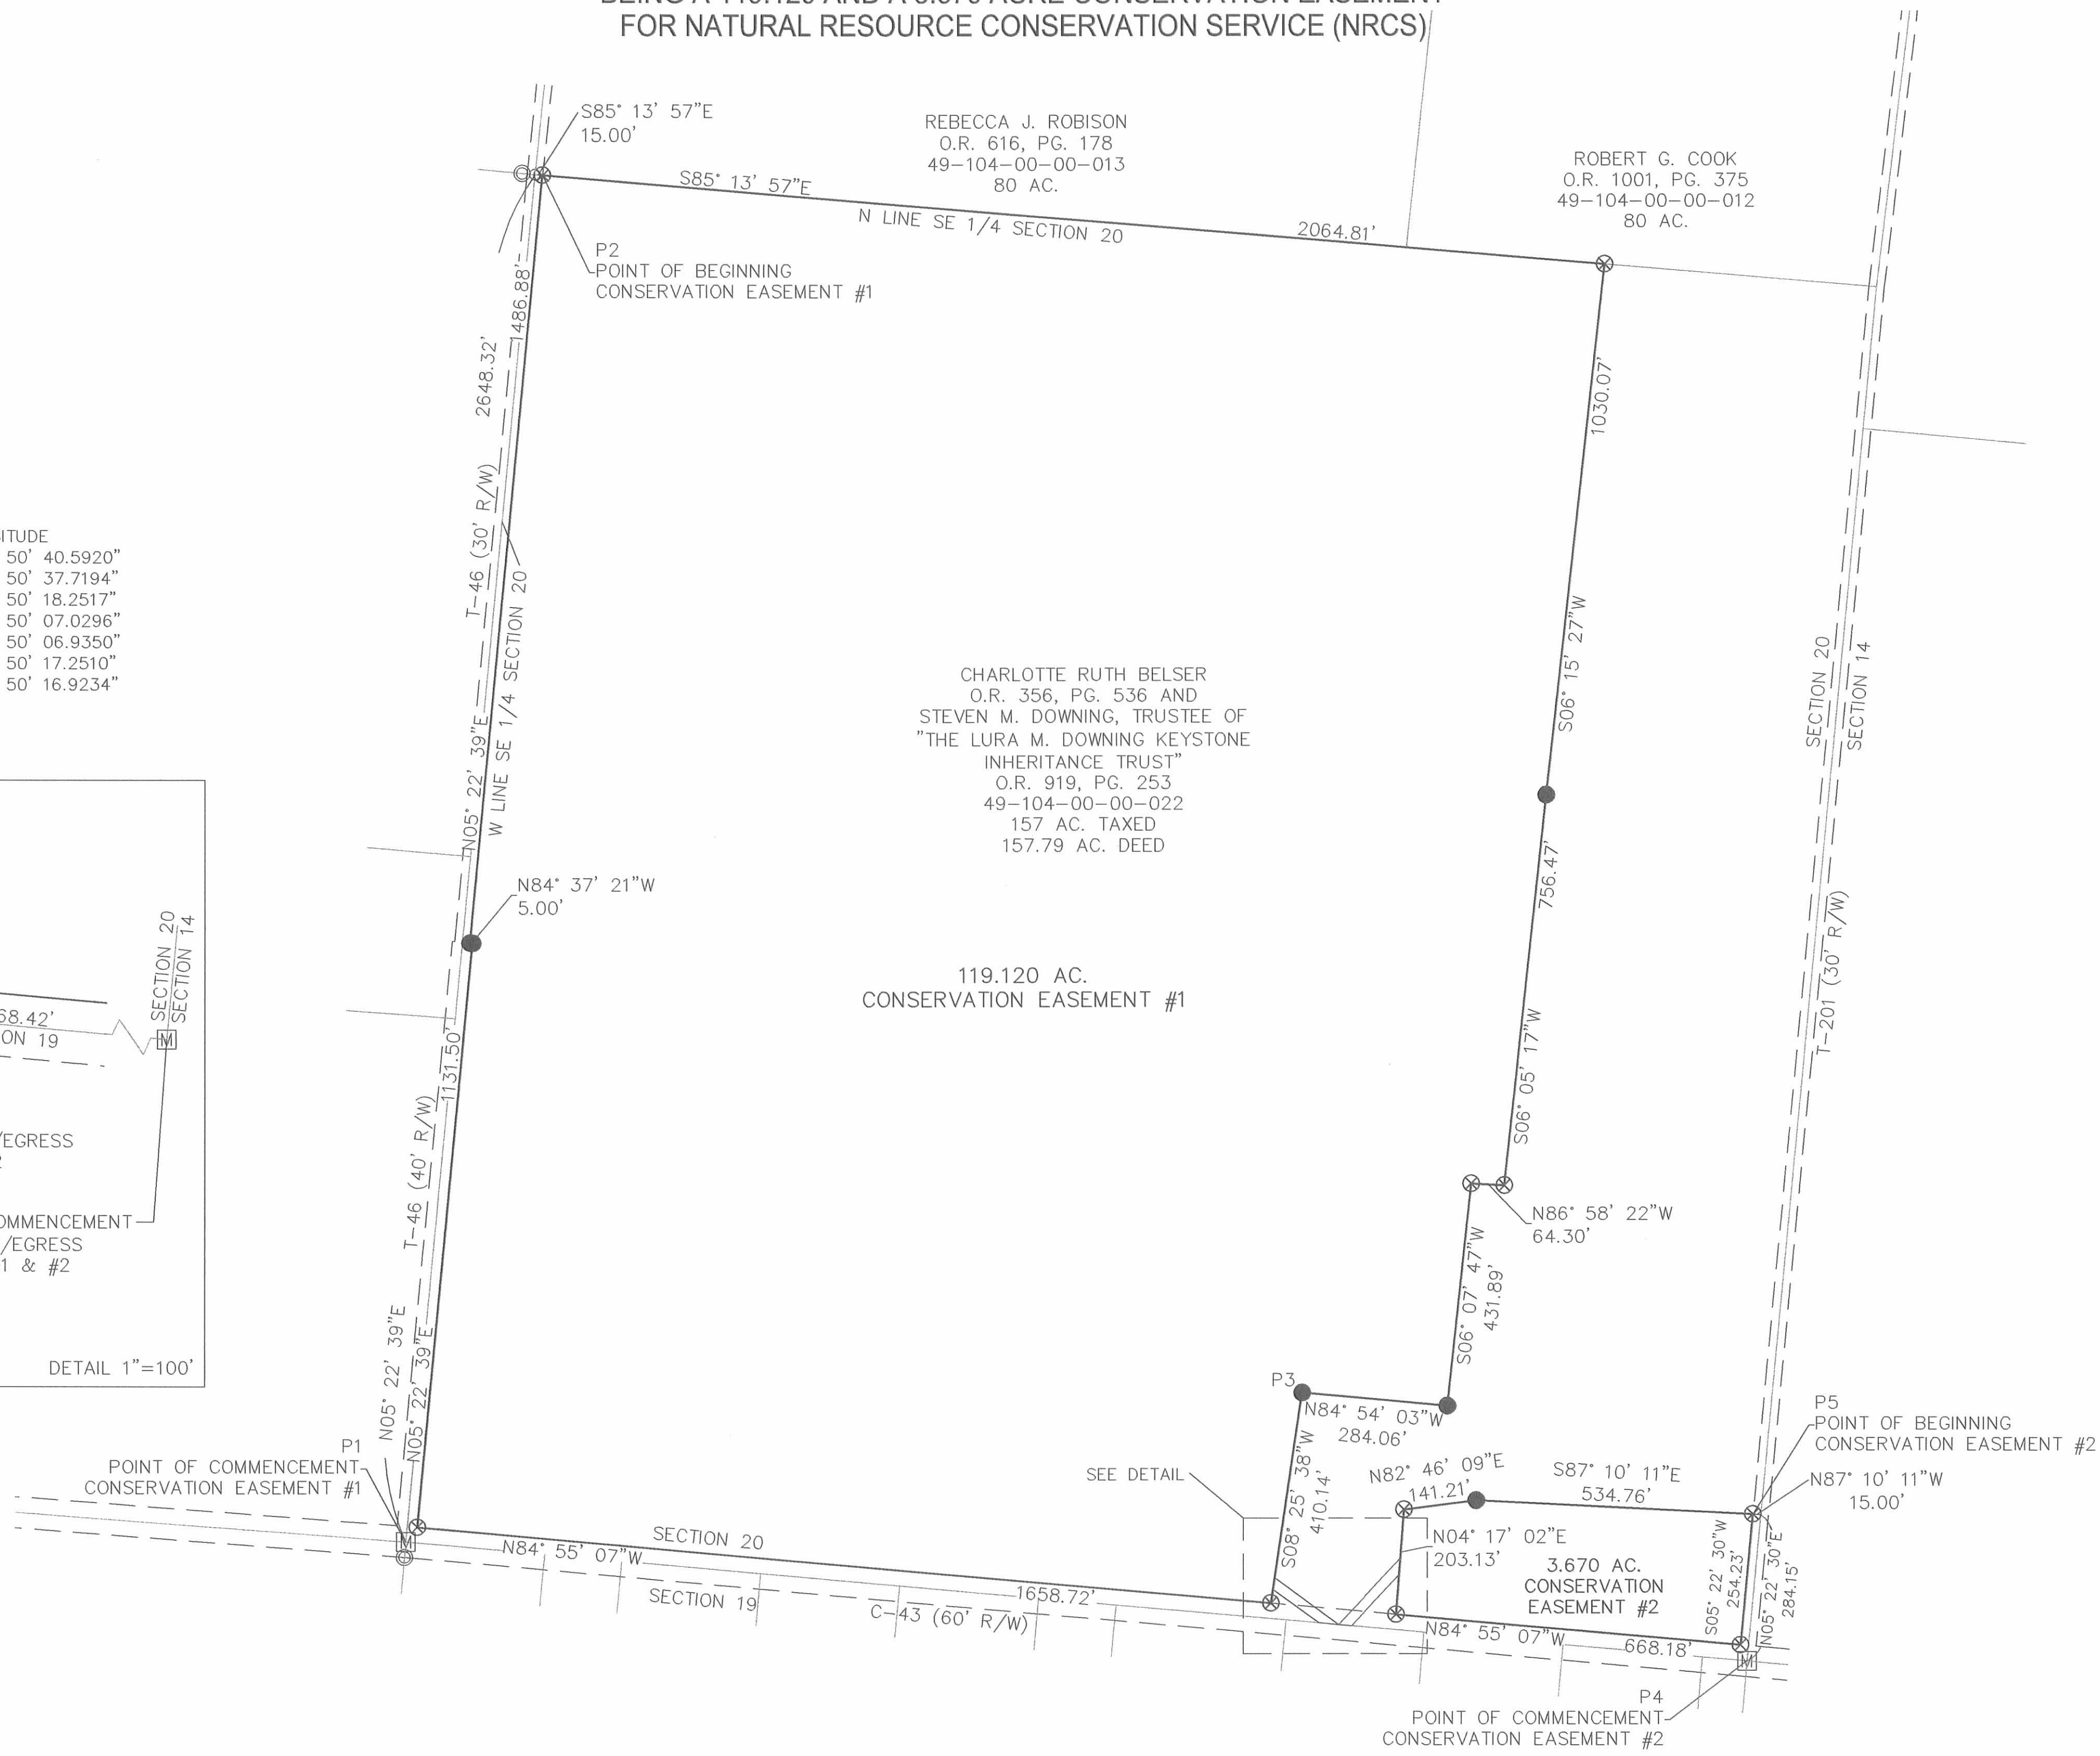 FOR NATURAL RESOURCE CONSERVATION SERVICE (NRCS)
S85° 13' 57"E
15.00'
REBECCA J. ROBISON
O.R. 616, PG. 178
49-104-00-00-013
80 AC.
ROBERT G. COOK
O.R. 1001, PG. 375
49-104-00-00-012
80 AC.
S85° 13' 57"E
N LINE SE 1/4 SECTION 20
2064.81'
P2
POINT OF BEGINNING
CONSERVATION EASEMENT #1
1486.88'
2648.32'
T-46 (30' R/W)
N05° 22' 39"E
W LINE SE 1/4 SECTION 20
1030.07'
S06° 15' 27"W
ITUDE
50' 40.5920"
50' 37.7194"
50' 18.2517"
50' 07.0296"
50' 06.9350"
50' 17.2510"
50' 16.9234"
CHARLOTTE RUTH BELSER
O.R. 356, PG. 536 AND
STEVEN M. DOWNING, TRUSTEE OF
"THE LURA M. DOWNING KEYSTONE
INHERITANCE TRUST"
O.R. 919, PG. 253
49-104-00-00-022
157 AC. TAXED
157.79 AC. DEED
SECTION 20
SECTION 14
N84° 37' 21"W
5.00'
756.47'
S06° 05' 17"W
T-201 (30' R/W)
119.120 AC.
CONSERVATION EASEMENT #1
SECTION 20
SECTION 14
68.42'
ON 19
M
/EGRESS
OMMENCEMENT
/EGRESS
1 & #2
DETAIL 1"=100'
1131.50'
T-46 (40' R/W)
N05° 22' 39"E
N05° 22' 39"E
N86° 58' 22"W
64.30'
S06° 07' 47"W
431.89'
P3
N84° 54' 03"W
284.06'
S08° 25' 38"W
410.14'
P1
POINT OF COMMENCEMENT
CONSERVATION EASEMENT #1
M
SEE DETAIL
N82° 46' 09"E
141.21'
S87° 10' 11"E
534.76'
P5
POINT OF BEGINNING
CONSERVATION EASEMENT #2
N87° 10' 11"W
15.00'
N04° 17' 02"E
203.13'
3.670 AC.
CONSERVATION
EASEMENT #2
S05° 22' 30"W
254.23'
N05° 22' 30"E
284.15'
SECTION 20
N84° 55' 07"W
1658.72'
SECTION 19
C-43 (60' R/W)
N84° 55' 07"W
668.18'
M
P4
POINT OF COMMENCEMENT
CONSERVATION EASEMENT #2